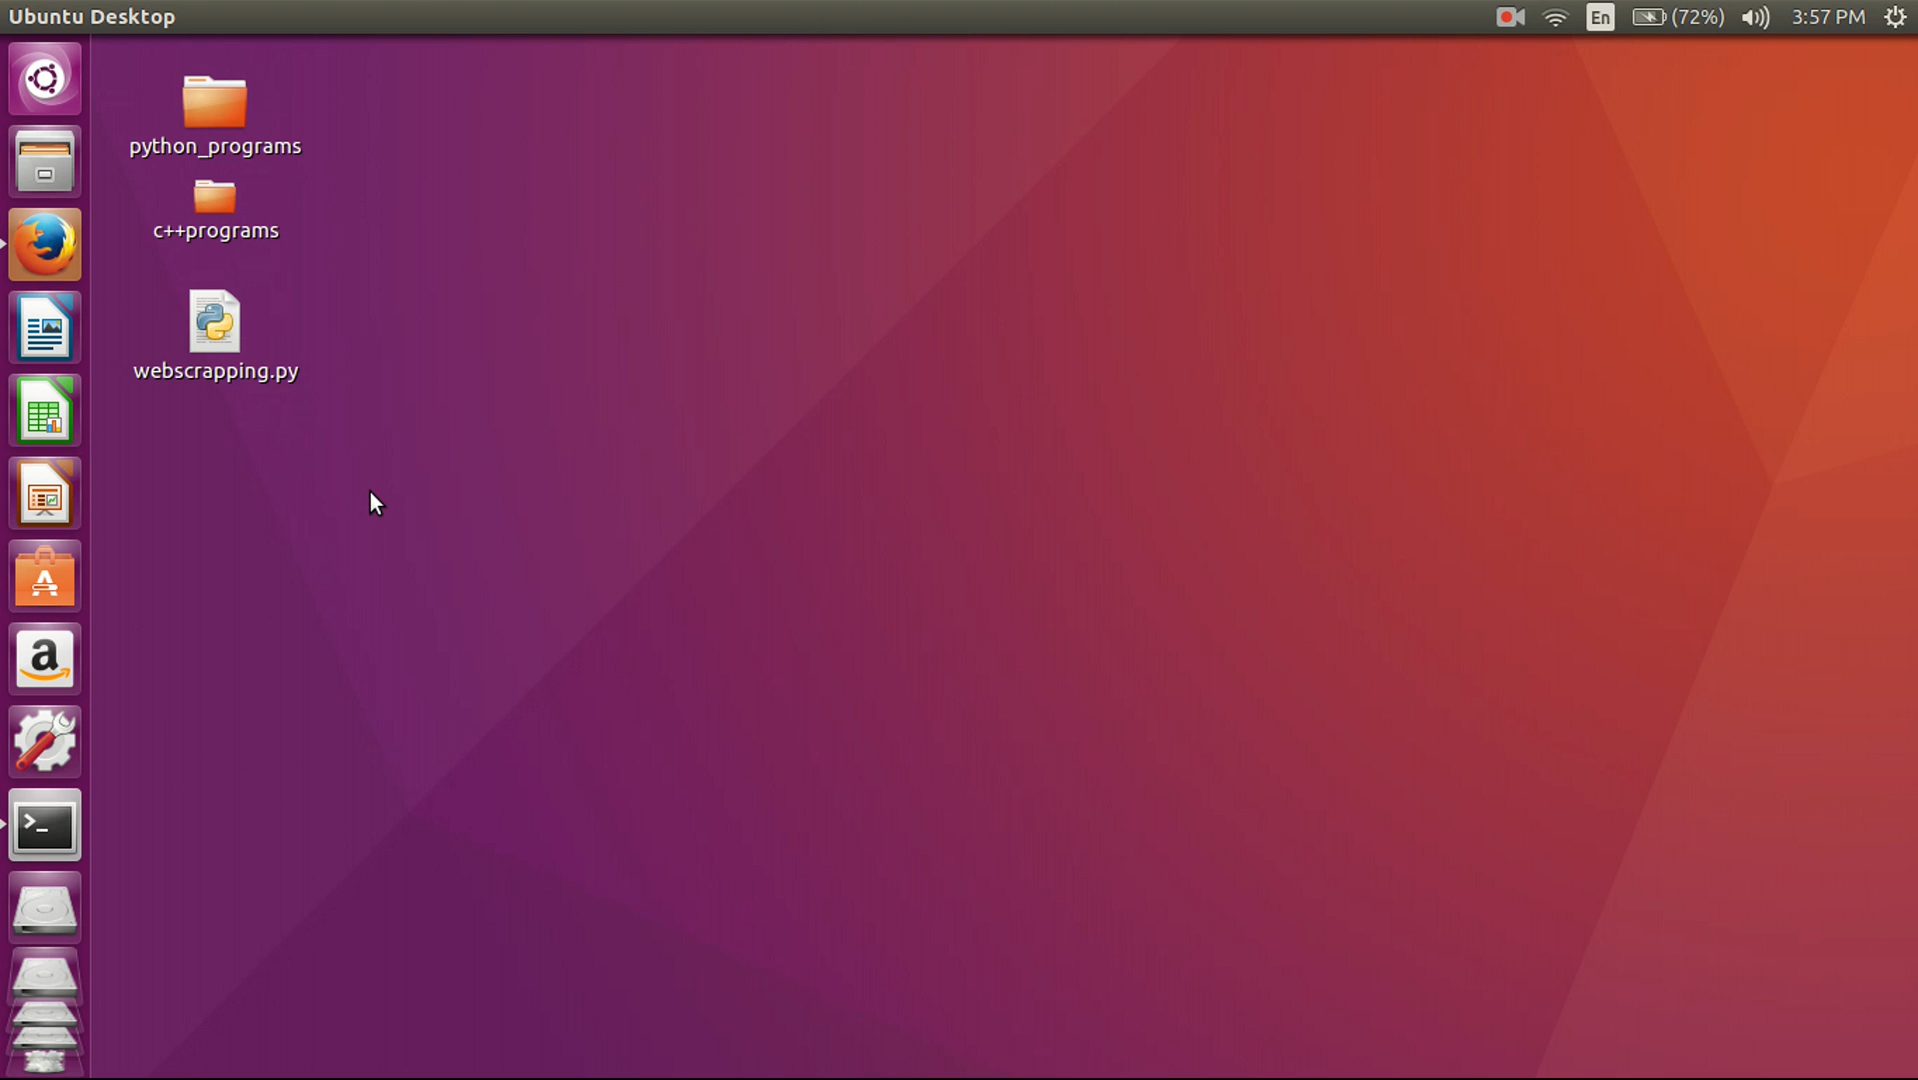 Ubuntu Desktop
En
(72%)
3:57 PM
python_programs
c++programs
webscrapping.py